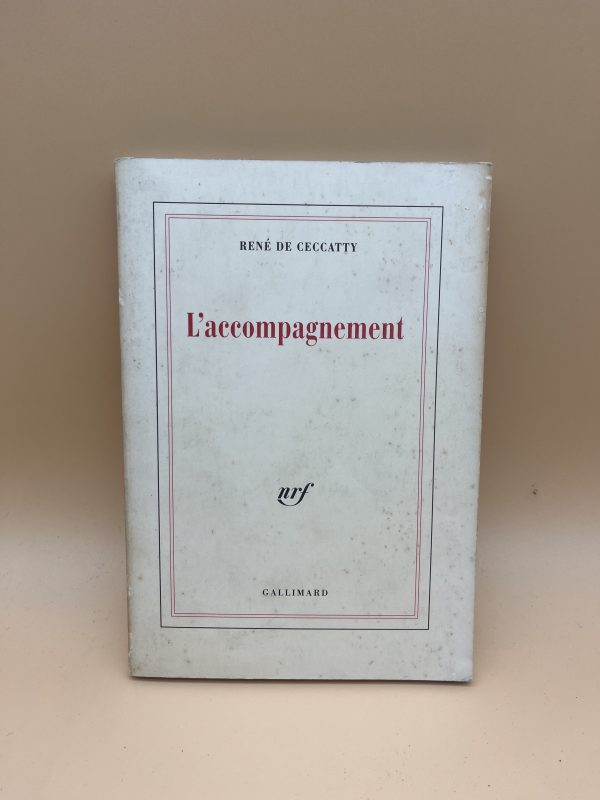 RENÉ DE CECCATTY
L'accompagnement
nrf
GALLIMARD